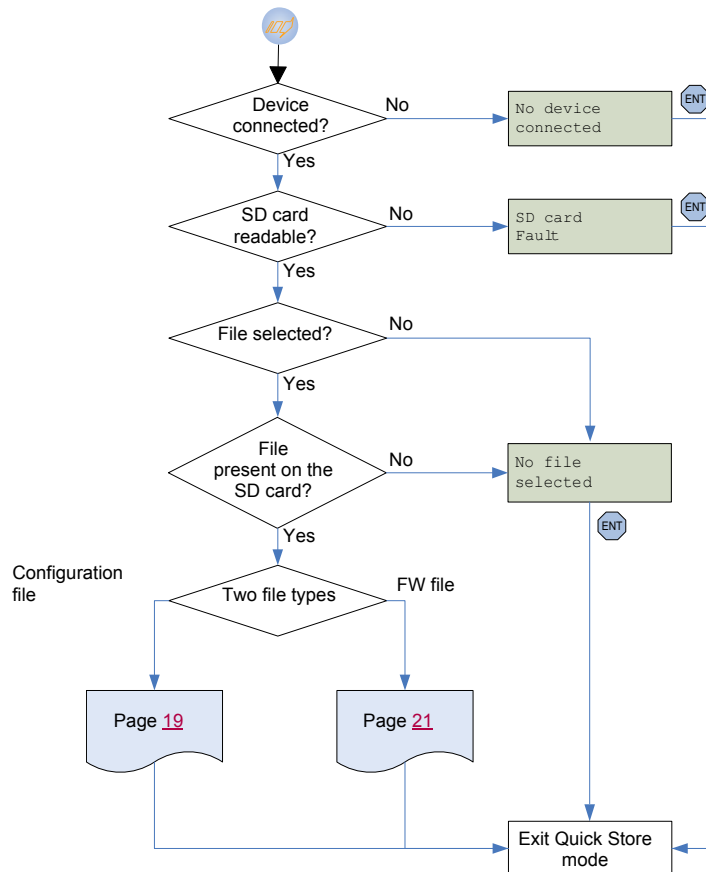 Device
connected?
No
No device
connected
ENT
Yes
SD card
readable?
No
SD card
Fault
ENT
Yes
File selected?
No
Yes
File
present on the
SD card?
No
No file
selected
Yes
ENT
Configuration
file
Two file types
FW file
Page 19
Page 21
Exit Quick Store
mode